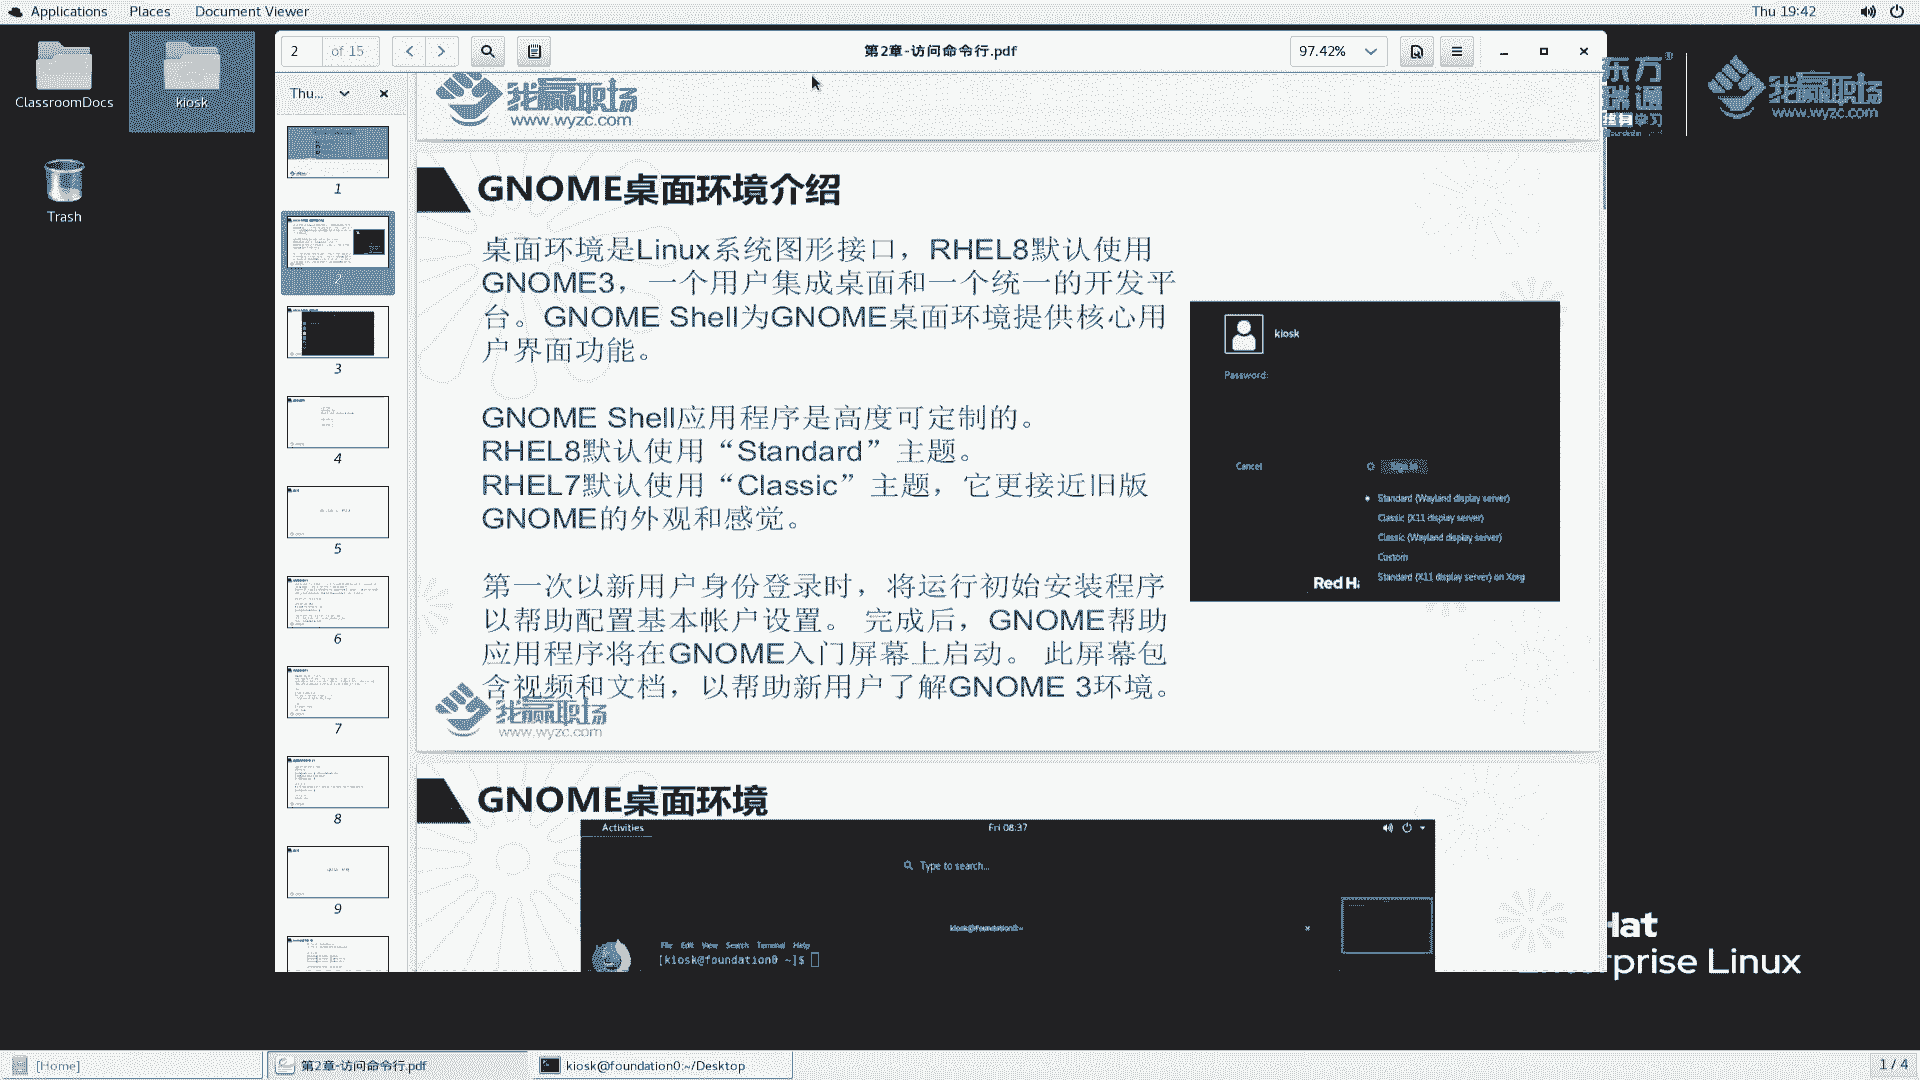 Applications Places Document Viewer
Thu 19:42
ClassroomDocs
kiosk
Trash
2 of 15
第2章-访问命令行.pdf
97.42%
Thu...
1
2
3
4
5
6
7
8
9
我赢职场
www.wyzc.com
GNOME桌面环境介绍
桌面环境是Linux系统图形接口，RHEL8默认使用
GNOME3，一个用户集成桌面和一个统一的开发平
台。GNOME Shell为GNOME桌面环境提供核心用
户界面功能。
GNOME Shell应用程序是高度可定制的。
RHEL8默认使用“Standard”主题。
RHEL7默认使用“Classic”主题，它更接近旧版
GNOME的外观和感觉。
第一次以新用户身份登录时，将运行初始安装程序
以帮助配置基本帐户设置。 完成后，GNOME帮助
应用程序将在GNOME入门屏幕上启动。 此屏幕包
含视频和文档，以帮助新用户了解GNOME 3环境。
我赢职场
www.wyzc.com
kiosk
Password:
Cancel
Sign In
Standard (Wayland display server)
Classic (X11 display server)
Classic (Wayland display server)
Custom
Standard (X11 display server) on Xorg
Red Ha
GNOME桌面环境
Activities
Fri 08:37
Type to search...
kiosk@foundation0:~
File Edit View Search Terminal Help
[kiosk@foundation0 ~]$
东方
瑞通
终身学习
我赢职场
www.wyzc.com
Hat
rprise Linux
[Home]
第2章-访问命令行.pdf
kiosk@foundation0:~/Desktop
1 / 4